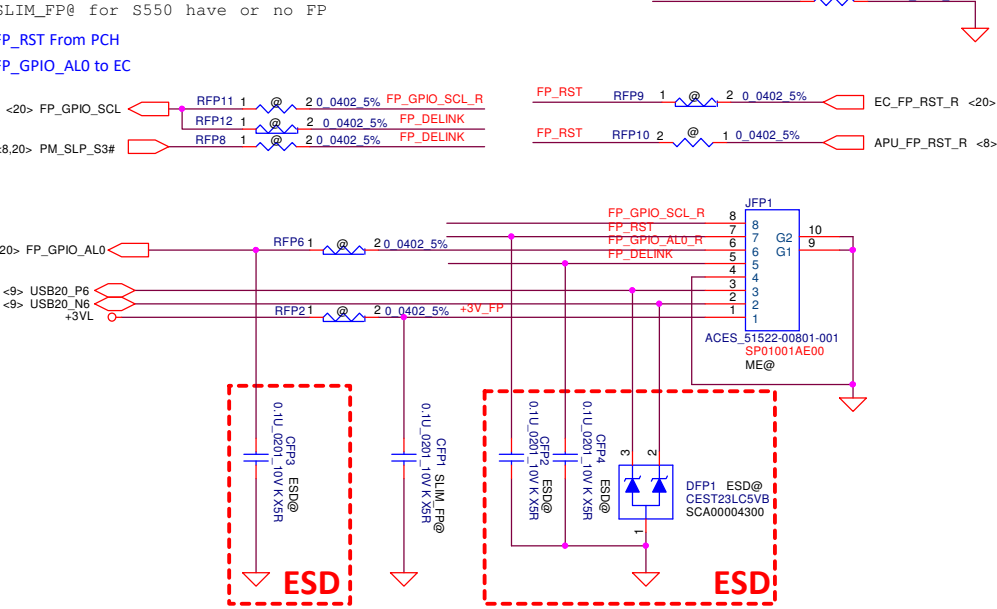 SLIM_FP@ for S550 have or no FP
FP_RST From PCH
FP_GPIO_AL0 to EC
<20> FP_GPIO_SCL RFP11 1 @ 2 0_0402_5% FP_GPIO_SCL_R
RFP12 1 @ 2 0_0402_5% FP_DELINK
<8,20> PM_SLP_S3# RFP8 1 @ 2 0_0402_5% FP_DELINK
FP_RST RFP9 1 @ 2 0_0402_5% EC_FP_RST_R <20>
FP_RST RFP10 2 @ 1 0_0402_5% APU_FP_RST_R <8>
JFP1
FP_GPIO_SCL_R 8 8
FP_RST 7 7 G2 10
20> FP_GPIO_AL0 RFP6 1 @ 2 0_0402_5% FP_GPIO_AL0_R 6 6 G1 9
FP_DELINK 5 5
4 4
<9> USB20_P6 3 3
<9> USB20_N6 2 2
+3VL RFP2 1 @ 2 0_0402_5% +3V_FP 1 1
ACES_51522-00801-001
SP01001AE00
ME@
CFP3 ESD@
0.1U_0201_10V K X5R
CFP1 SLIM_FP@
0.1U_0201_10V K X5R
CFP2 ESD@
0.1U_0201_10V K X5R
CFP4 ESD@
0.1U_0201_10V K X5R
3 2
DFP1 ESD@
CEST23LC5VB
SCA00004300
1
ESD
ESD